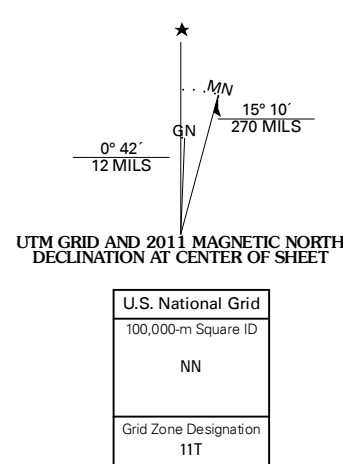 MN
GN
15° 10´
270 MILS
0° 42´
12 MILS
UTM GRID AND 2011 MAGNETIC NORTH
DECLINATION AT CENTER OF SHEET
U.S. National Grid
100,000-m Square ID
NN
Grid Zone Designation
11T